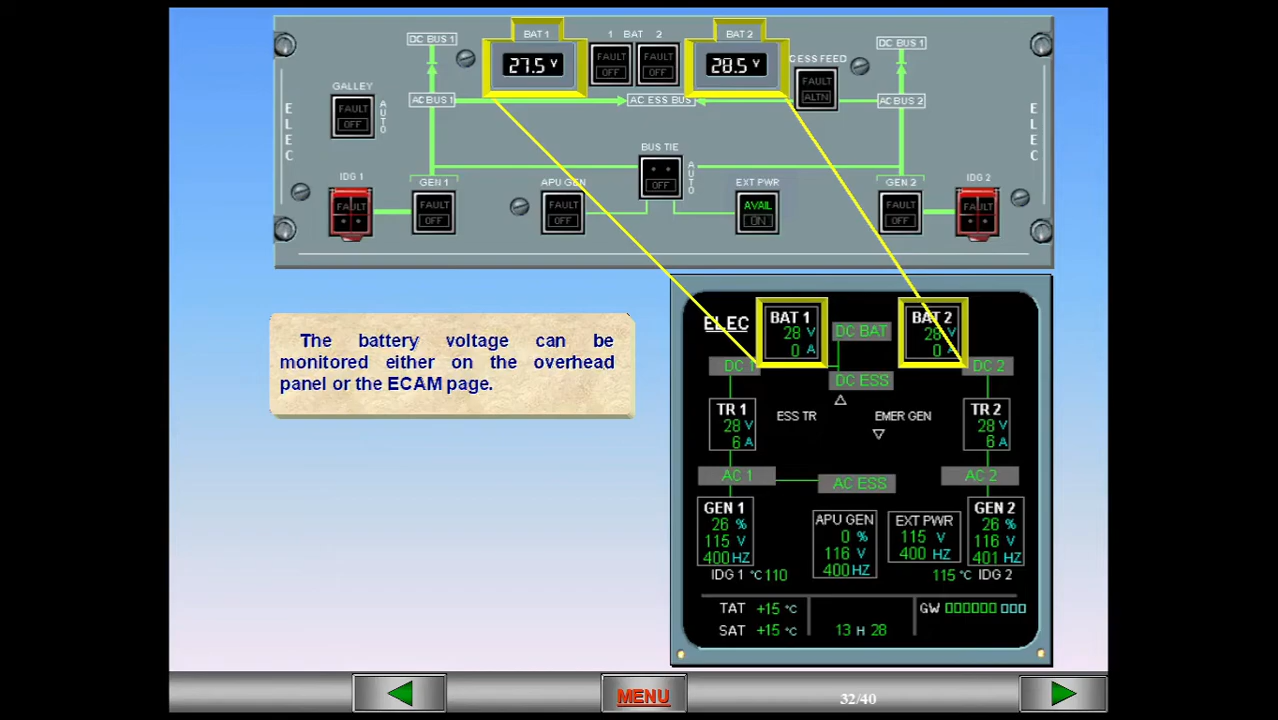 BAT 1
1 BAT 2
BAT 2
DC BUS 1
27.5 V
FAULT
OFF
FAULT
OFF
28.5 V
C ESS FEED
DC BUS 1
GALLEY
FAULT
OFF
AUTO
AC BUS 1
AC ESS BUS
FAULT
ALTN
AC BUS 2
ELEC
ELEC
BUS TIE
OFF
AUTO
IDG 1
FAULT
GEN 1
FAULT
OFF
APU GEN
FAULT
OFF
EXT PWR
AVAIL
ON
GEN 2
FAULT
OFF
IDG 2
FAULT
The battery voltage can be
monitored either on the overhead
panel or the ECAM page.
ELEC
BAT 1
28 V
0 A
DC BAT
BAT 2
28 V
0 A
DC 1
DC ESS
DC 2
TR 1
28 V
6 A
ESS TR
EMER GEN
TR 2
28 V
6 A
AC 1
AC ESS
AC 2
GEN 1
26 %
115 V
400 HZ
APU GEN
0 %
116 V
400 HZ
EXT PWR
115 V
400 HZ
GEN 2
26 %
116 V
401 HZ
IDG 1 °C 110
115 °C IDG 2
TAT +15 °C
GW
SAT +15 °C
13 H 28
MENU
32/40